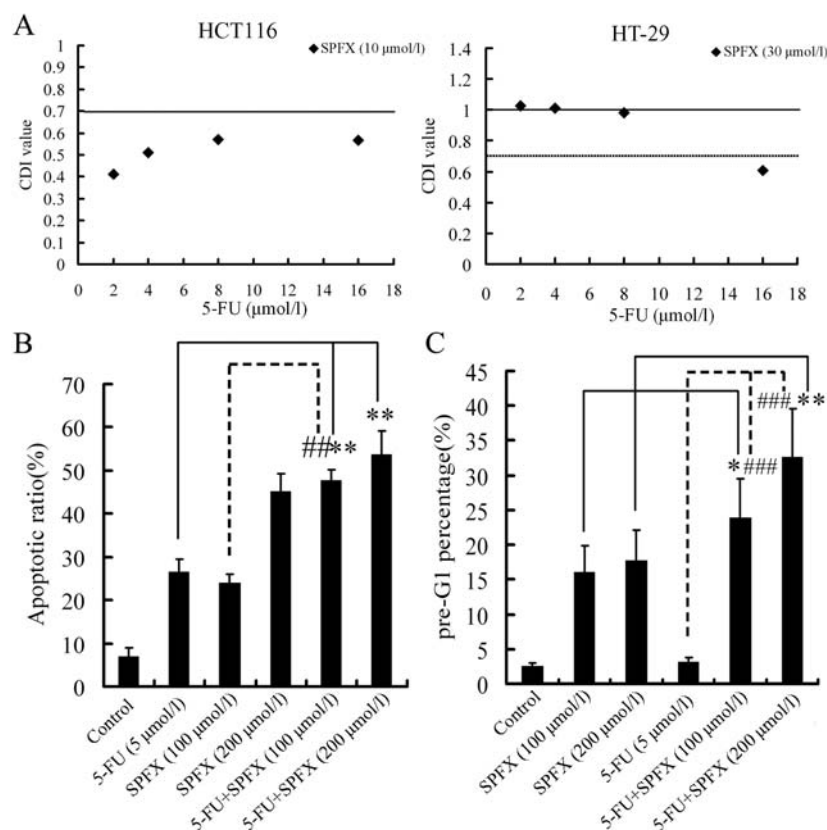 A
HCT116
◆SPFX (10 μmol/l)
1
0.9
0.8
0.7
0.6
0.5
0.4
0.3
0.2
0.1
0
CDI value
0 2 4 6 8 10 12 14 16 18
5-FU (μmol/l)
HT-29
◆SPFX (30 μmol/l)
1.4
1.2
1
0.8
0.6
0.4
0.2
0
CDI value
0 2 4 6 8 10 12 14 16 18
5-FU (μmol/l)
B
70
60
50
40
30
20
10
0
Apoptotic ratio(%)
**
##**
Control
5-FU (5 μmol/l)
SPFX (100 μmol/l)
SPFX (200 μmol/l)
5-FU+SPFX (100 μmol/l)
5-FU+SPFX (200 μmol/l)
C
45
40
35
30
25
20
15
10
5
0
pre-G1 percentage(%)
###**
*###
Control
SPFX (100 μmol/l)
SPFX (200 μmol/l)
5-FU (5 μmol/l)
5-FU+SPFX (100 μmol/l)
5-FU+SPFX (200 μmol/l)